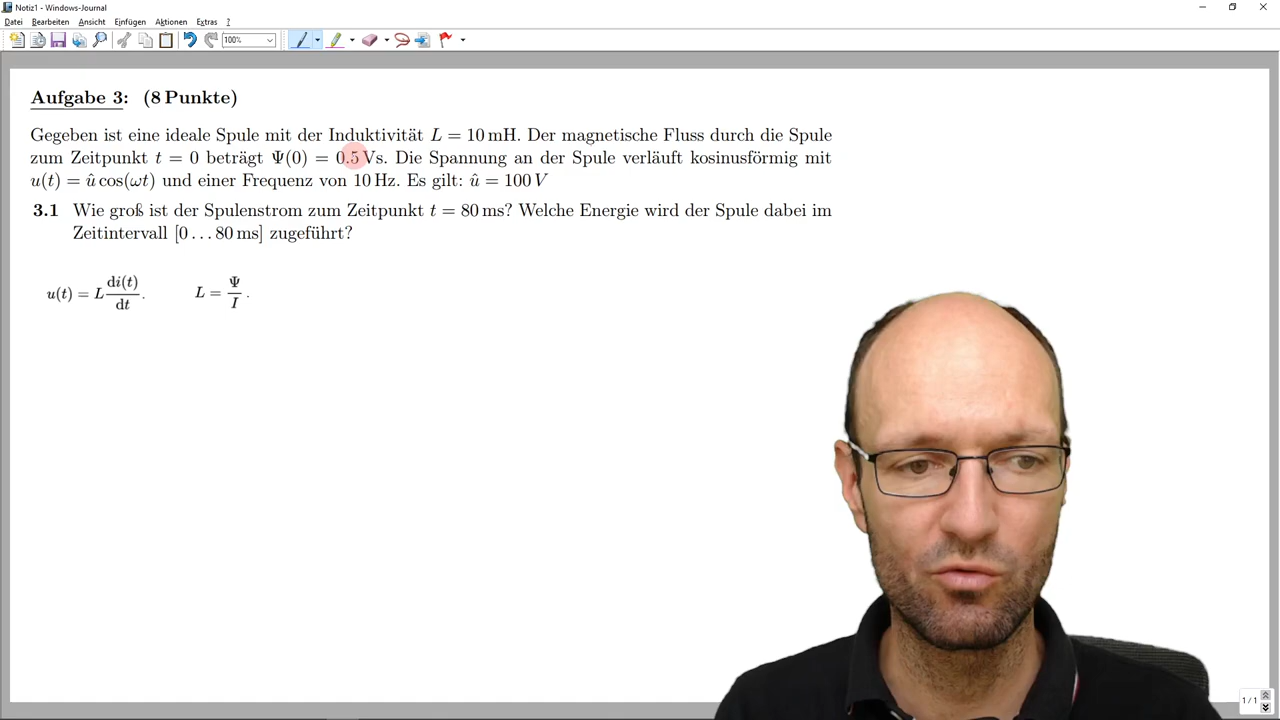 Notiz1 - Windows-Journal
Datei Bearbeiten Ansicht Einfügen Aktionen Extras ?
100%
Aufgabe 3: (8 Punkte)
Gegeben ist eine ideale Spule mit der Induktivität L = 10 mH. Der magnetische Fluss durch die Spule
zum Zeitpunkt t = 0 beträgt Ψ(0) = 0.5 Vs. Die Spannung an der Spule verläuft kosinusförmig mit
u(t) = û cos(ωt) und einer Frequenz von 10 Hz. Es gilt: û = 100 V
3.1 Wie groß ist der Spulenstrom zum Zeitpunkt t = 80 ms? Welche Energie wird der Spule dabei im
Zeitintervall [0 . . . 80 ms] zugeführt?
u(t) = L di(t)/dt. L = Ψ/I .
1 / 1